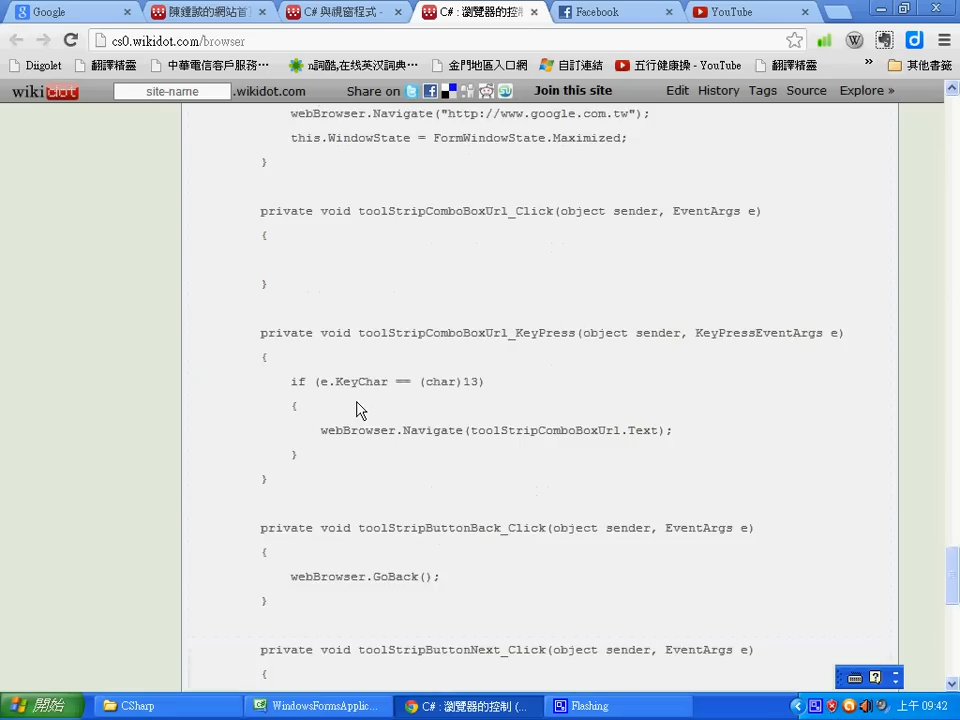 Google
陳鍾誠的網站首
C# 與視窗程式 -
C# : 瀏覽器的控制
Facebook
YouTube
cs0.wikidot.com/browser
Diigolet
翻譯精靈
中華電信客戶服務⋯
n詞酷,在线英汉词典⋯
金門地區入口網
自訂連結
五行健康操 - YouTube
翻譯精靈
»
其他書籤
wikidot
site-name
.wikidot.com
Share on
Join this site
Edit
History
Tags
Source
Explore »
webBrowser.Navigate("http://www.google.com.tw");
this.WindowState = FormWindowState.Maximized;
}
private void toolStripComboBoxUrl_Click(object sender, EventArgs e)
{
}
private void toolStripComboBoxUrl_KeyPress(object sender, KeyPressEventArgs e)
{
if (e.KeyChar == (char)13)
{
webBrowser.Navigate(toolStripComboBoxUrl.Text);
}
}
private void toolStripButtonBack_Click(object sender, EventArgs e)
{
webBrowser.GoBack();
}
private void toolStripButtonNext_Click(object sender, EventArgs e)
{
開始
CSharp
WindowsFormsApplic...
C# : 瀏覽器的控制 (...
Flashing
上午 09:42